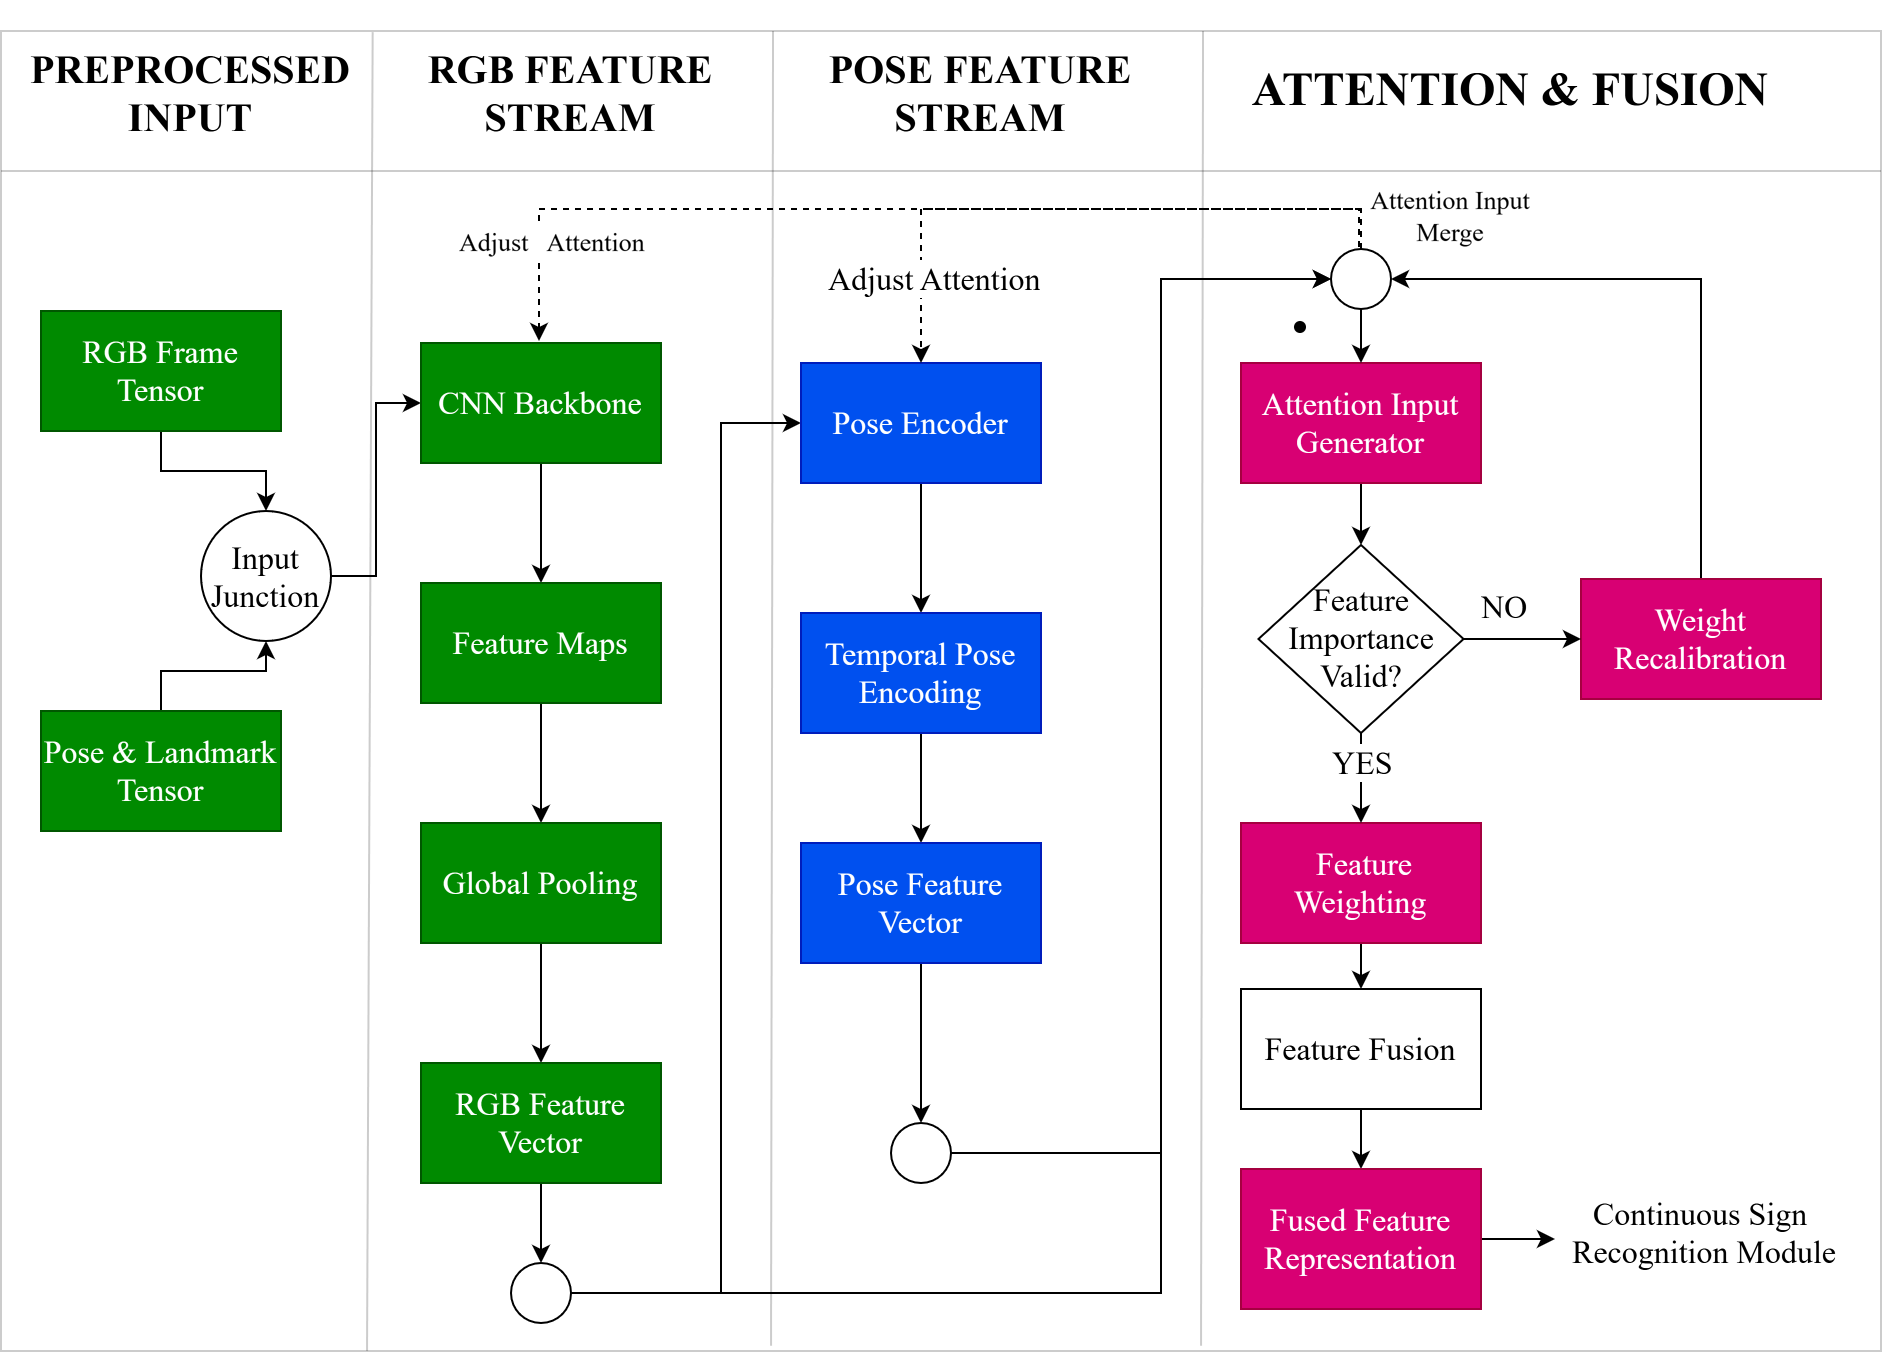 PREPROCESSED
INPUT
RGB FEATURE
STREAM
POSE FEATURE
STREAM
ATTENTION & FUSION
RGB Frame
Tensor
Input
Junction
Pose & Landmark
Tensor
Adjust Attention
CNN Backbone
Feature Maps
Global Pooling
RGB Feature
Vector
Adjust Attention
Pose Encoder
Temporal Pose
Encoding
Pose Feature
Vector
Attention Input
Merge
Attention Input
Generator
Feature
Importance
Valid?
NO
Weight
Recalibration
YES
Feature
Weighting
Feature Fusion
Fused Feature
Representation
Continuous Sign
Recognition Module